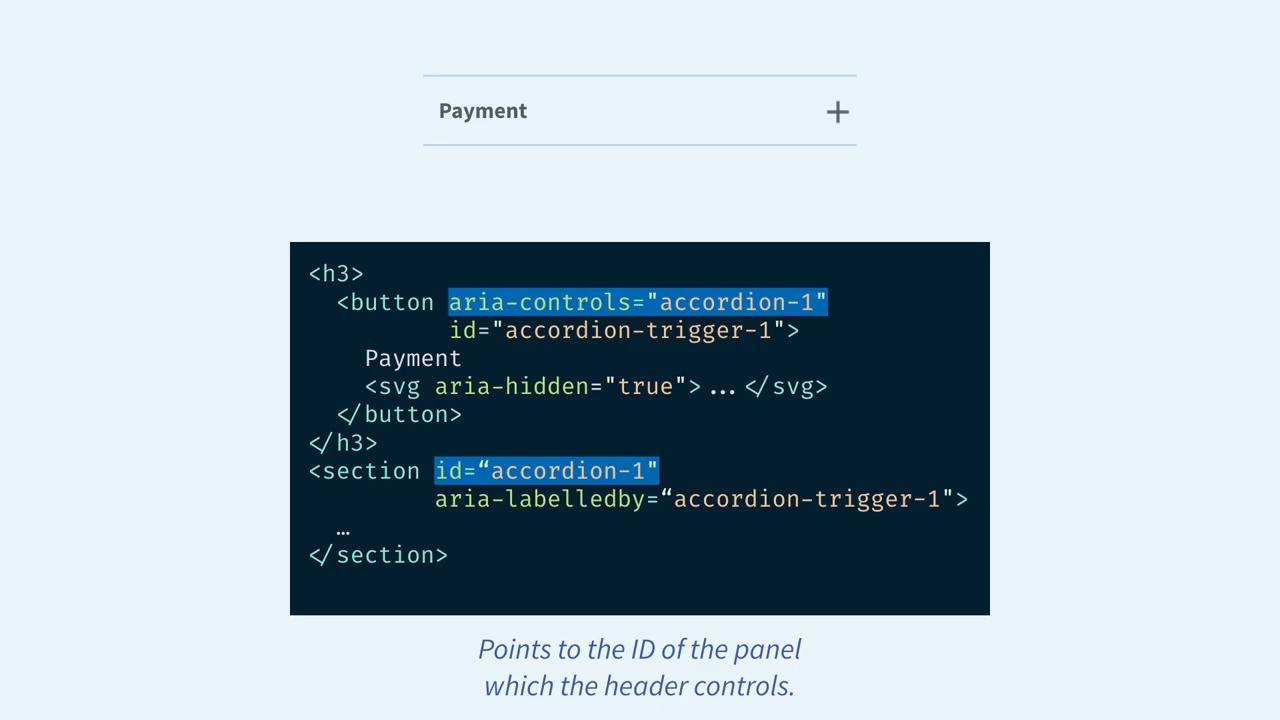 Payment
<h3>
<button aria-controls="accordion-1"
id="accordion-trigger-1">
Payment
<svg aria-hidden="true">...</svg>
</button>
</h3>
<section id=“accordion-1"
aria-labelledby=“accordion-trigger-1">
…
</section>
Points to the ID of the panel
which the header controls.